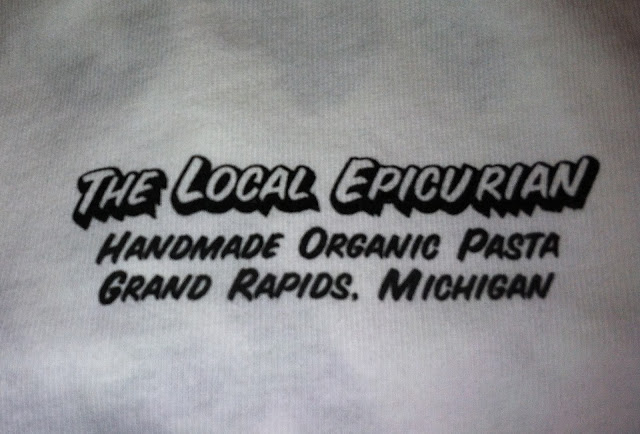 The Local Epicurian
Handmade Organic Pasta
Grand Rapids, Michigan